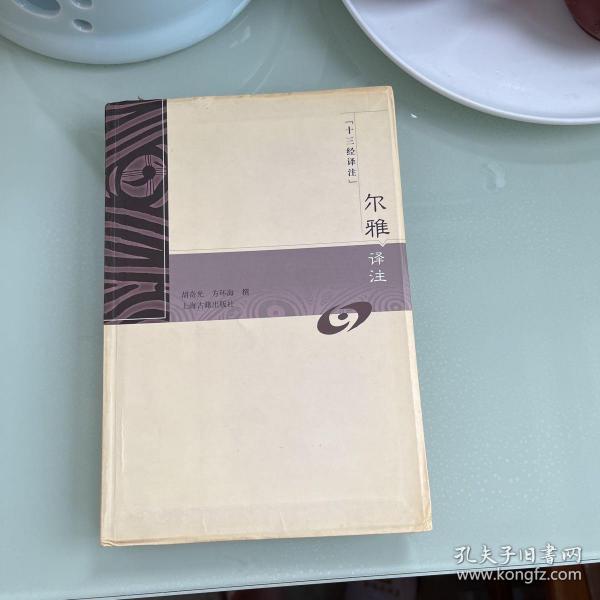 「十三经译注」
尔雅译注
胡奇光 方环海 撰
上海古籍出版社
孔夫子旧書网
www.kongfz.com